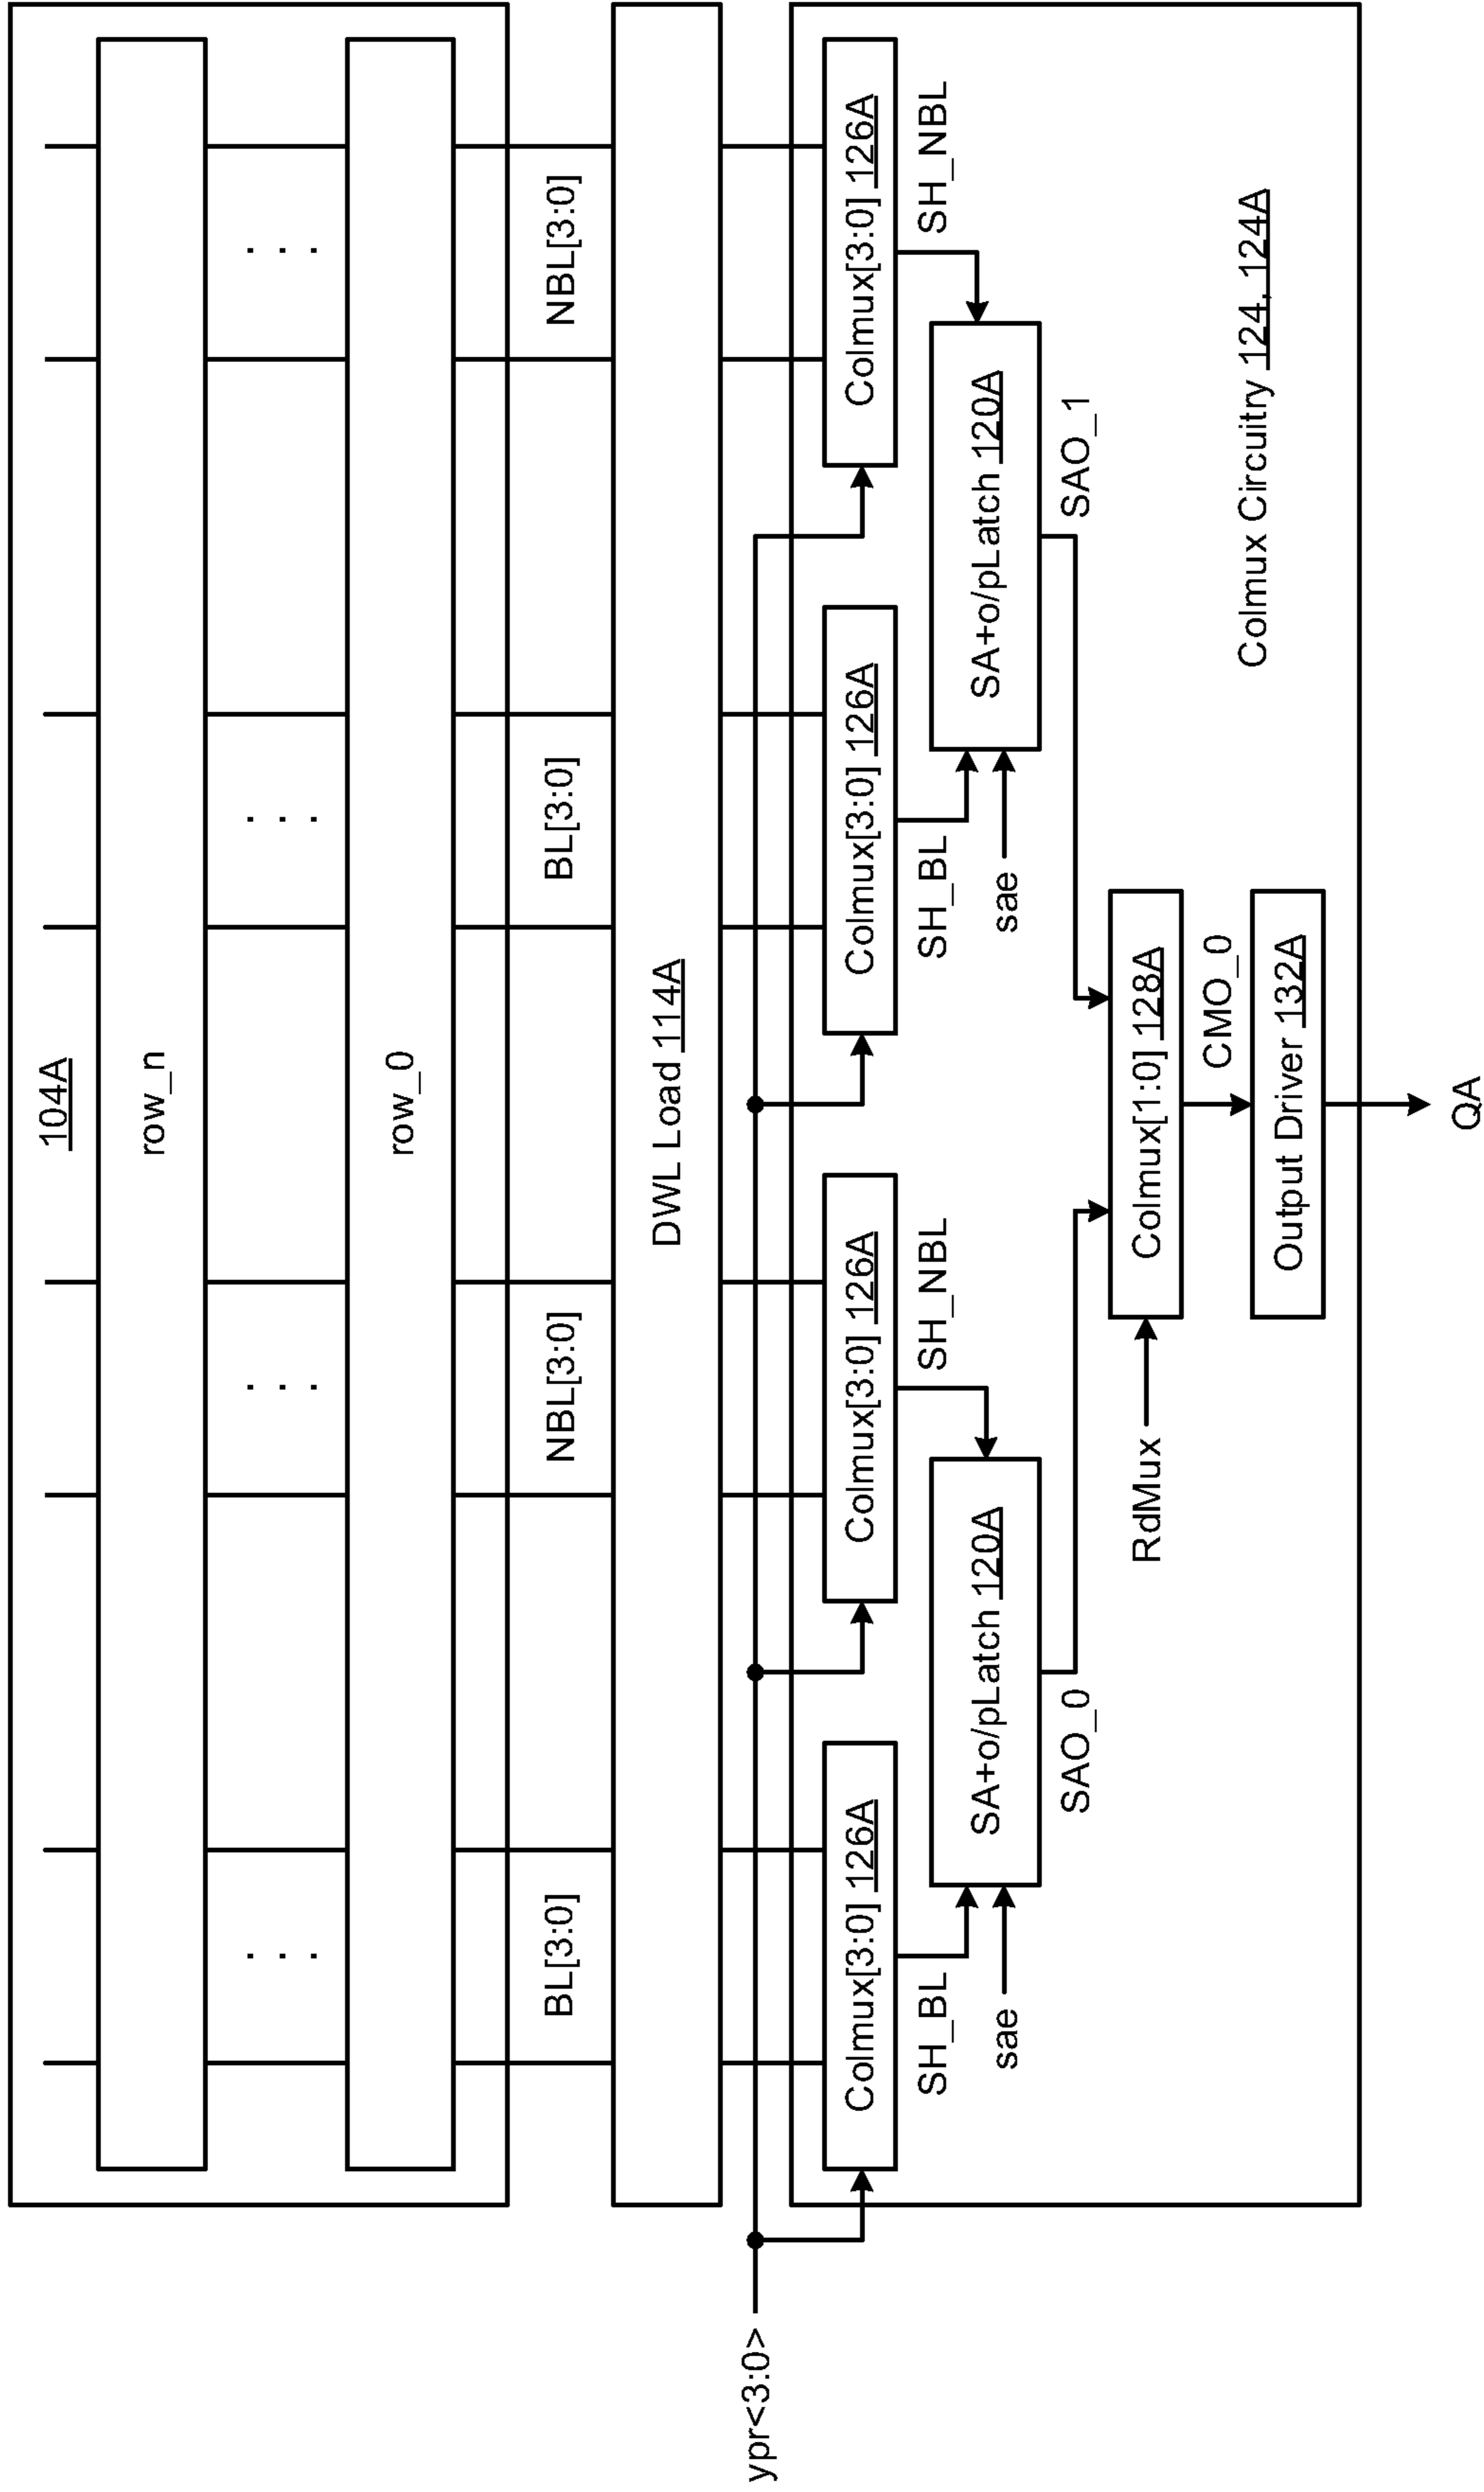 104A
row_n
. . .
. . .
. . .
. . .
row_0
BL[3:0]
NBL[3:0]
BL[3:0]
NBL[3:0]
DWL Load 114A
ypr<3:0>
Colmux[3:0] 126A
Colmux[3:0] 126A
Colmux[3:0] 126A
Colmux[3:0] 126A
SH_BL
SH_NBL
SH_BL
SH_NBL
sae
SA+o/pLatch 120A
sae
SA+o/pLatch 120A
SAO_0
SAO_1
RdMux
Colmux[1:0] 128A
CMO_0
Output Driver 132A
Colmux Circuitry 124, 124A
QA